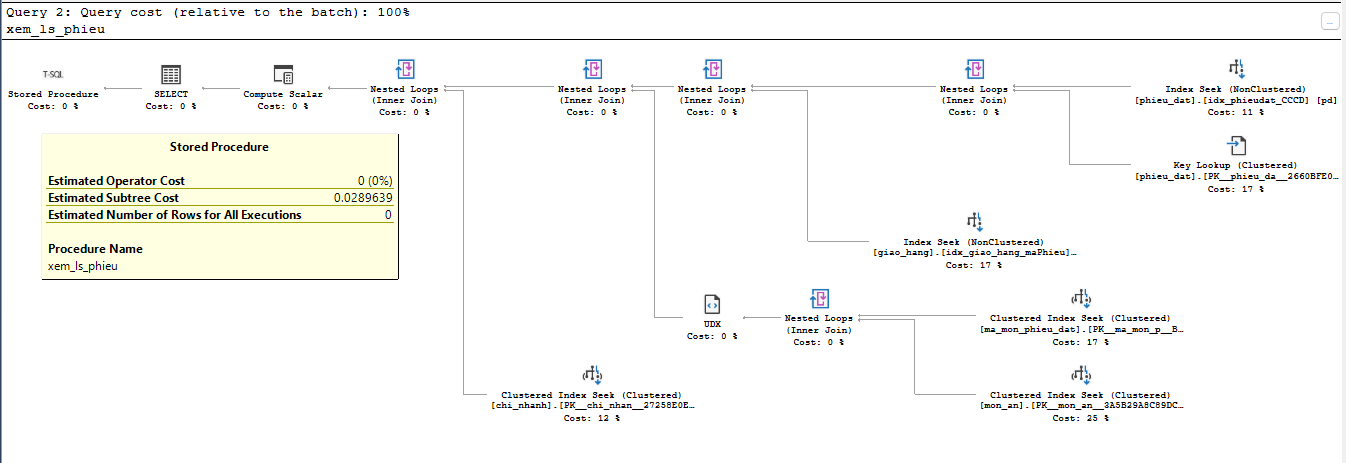 Query 2: Query cost (relative to the batch): 100%
xem_ls_phieu
T-SQL
Stored Procedure
Cost: 0 %
SELECT
Cost: 0 %
Compute Scalar
Cost: 0 %
Nested Loops
(Inner Join)
Cost: 0 %
Nested Loops
(Inner Join)
Cost: 0 %
Nested Loops
(Inner Join)
Cost: 0 %
Nested Loops
(Inner Join)
Cost: 0 %
Index Seek (NonClustered)
[phieu_dat].[idx_phieudat_CCCD] [pd]
Cost: 11 %
Key Lookup (Clustered)
[phieu_dat].[PK__phieu_da__2660BFE0…
Cost: 17 %
Stored Procedure
Estimated Operator Cost 0 (0%)
Estimated Subtree Cost 0.0289639
Estimated Number of Rows for All Executions 0
Procedure Name
xem_ls_phieu
Index Seek (NonClustered)
[giao_hang].[idx_giao_hang_maPhieu]…
Cost: 17 %
UDX
Cost: 0 %
Nested Loops
(Inner Join)
Cost: 0 %
Clustered Index Seek (Clustered)
[ma_mon_phieu_dat].[PK__ma_mon_p__B…
Cost: 17 %
Clustered Index Seek (Clustered)
[chi_nhanh].[PK__chi_nhan__27258E0E…
Cost: 12 %
Clustered Index Seek (Clustered)
[mon_an].[PK__mon_an__3A5B29A8C89DC…
Cost: 25 %